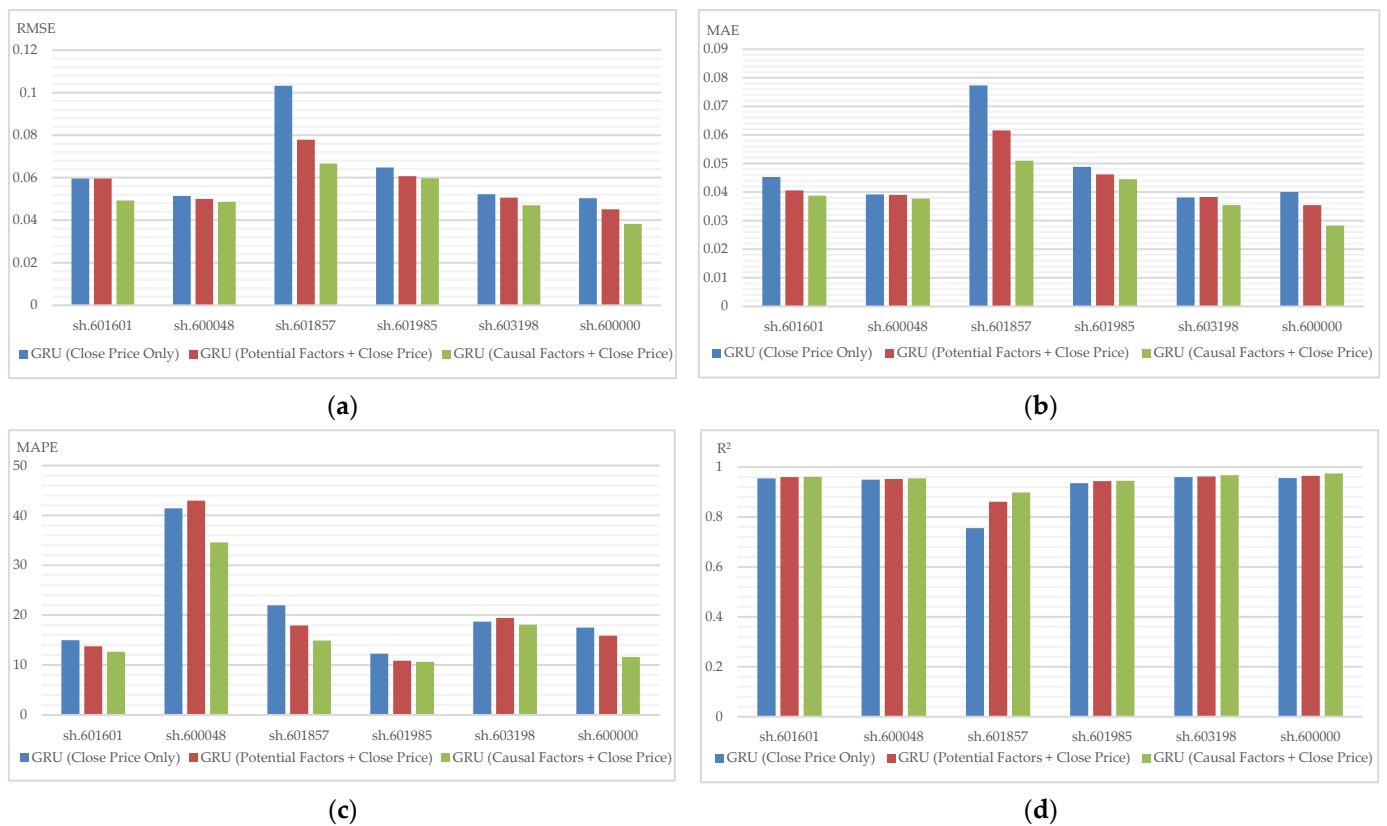 RMSE
0.12
0.1
0.08
0.06
0.04
0.02
0
sh.601601 sh.600048 sh.601857 sh.601985 sh.603198 sh.600000
GRU (Close Price Only) GRU (Potential Factors + Close Price) GRU (Causal Factors + Close Price)
(a)
MAE
0.09
0.08
0.07
0.06
0.05
0.04
0.03
0.02
0.01
0
sh.601601 sh.600048 sh.601857 sh.601985 sh.603198 sh.600000
GRU (Close Price Only) GRU (Potential Factors + Close Price) GRU (Causal Factors + Close Price)
(b)
MAPE
50
40
30
20
10
0
sh.601601 sh.600048 sh.601857 sh.601985 sh.603198 sh.600000
GRU (Close Price Only) GRU (Potential Factors + Close Price) GRU (Causal Factors + Close Price)
(c)
R²
1
0.8
0.6
0.4
0.2
0
sh.601601 sh.600048 sh.601857 sh.601985 sh.603198 sh.600000
GRU (Close Price Only) GRU (Potential Factors + Close Price) GRU (Causal Factors + Close Price)
(d)